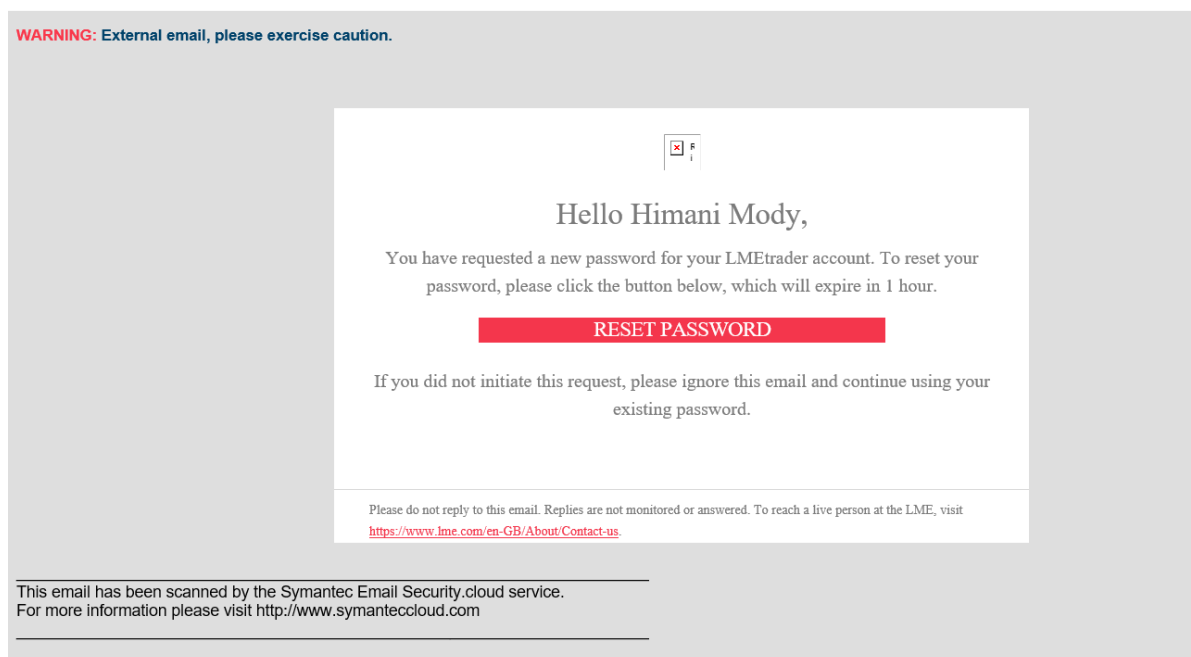 WARNING: External email, please exercise caution.
R
i
Hello Himani Mody,
You have requested a new password for your LMEtrader account. To reset your
password, please click the button below, which will expire in 1 hour.
RESET PASSWORD
If you did not initiate this request, please ignore this email and continue using your
existing password.
Please do not reply to this email. Replies are not monitored or answered. To reach a live person at the LME, visit
https://www.lme.com/en-GB/About/Contact-us.
This email has been scanned by the Symantec Email Security.cloud service.
For more information please visit http://www.symanteccloud.com